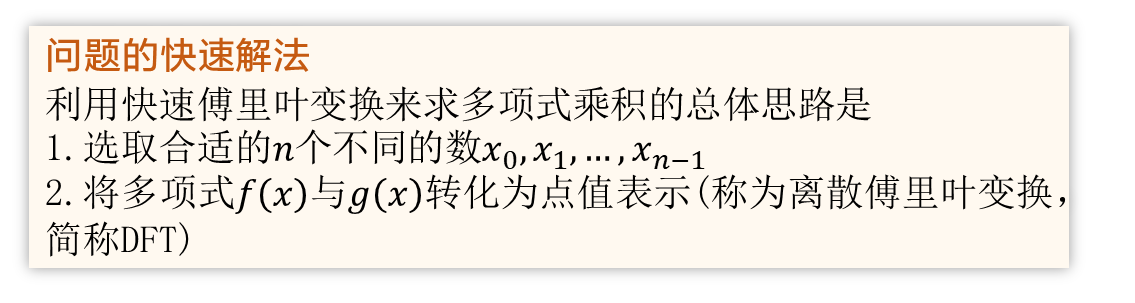 问题的快速解法
利用快速傅里叶变换来求多项式乘积的总体思路是
1. 选取合适的n个不同的数x₀, x₁, … , xₙ₋₁
2. 将多项式f(x)与g(x)转化为点值表示(称为离散傅里叶变换，
简称DFT)